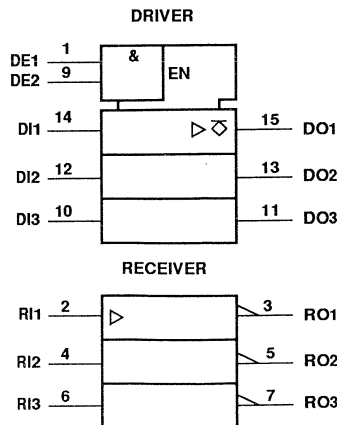 DRIVER
DE1 1 & EN
DE2 9
DI1 14 15 DO1
DI2 12 13 DO2
DI3 10 11 DO3
RECEIVER
RI1 2 3 RO1
RI2 4 5 RO2
RI3 6 7 RO3